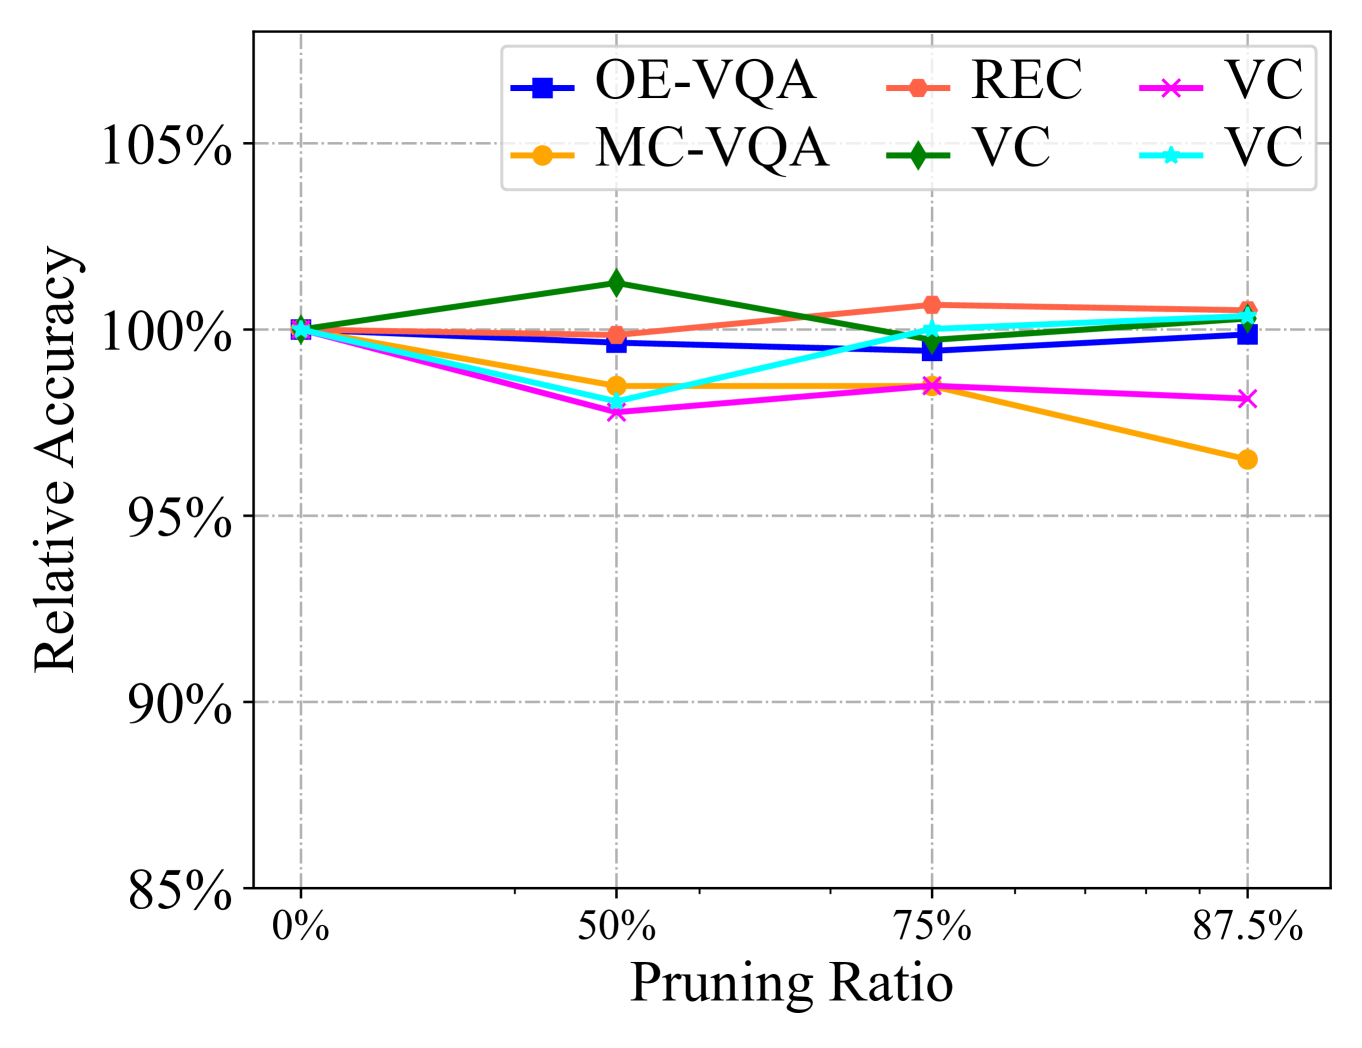 OE-VQA REC VC
MC-VQA VC VC
105%
100%
95%
90%
85%
Relative Accuracy
0% 50% 75% 87.5%
Pruning Ratio